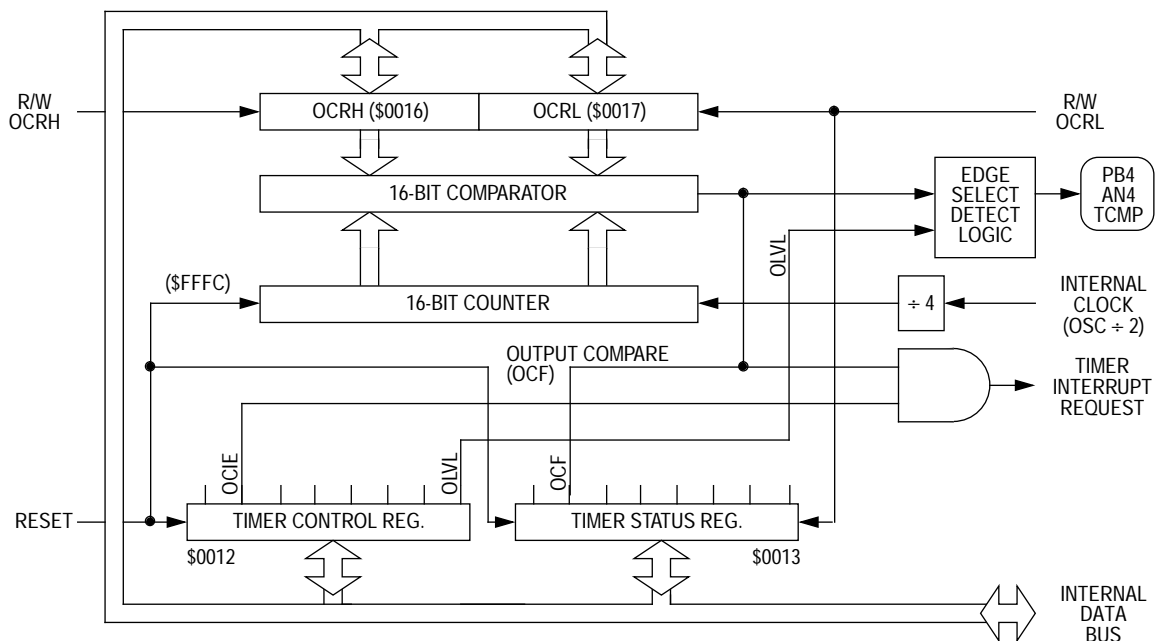 R/W
OCRH
OCRH ($0016)
OCRL ($0017)
R/W
OCRL
16-BIT COMPARATOR
EDGE
SELECT
DETECT
LOGIC
PB4
AN4
TCMP
OLVL
($FFFC)
16-BIT COUNTER
÷ 4
INTERNAL
CLOCK
(OSC ÷ 2)
OUTPUT COMPARE
(OCF)
TIMER
INTERRUPT
REQUEST
OCIE
OLVL
OCF
RESET
TIMER CONTROL REG.
TIMER STATUS REG.
$0012
$0013
INTERNAL
DATA
BUS